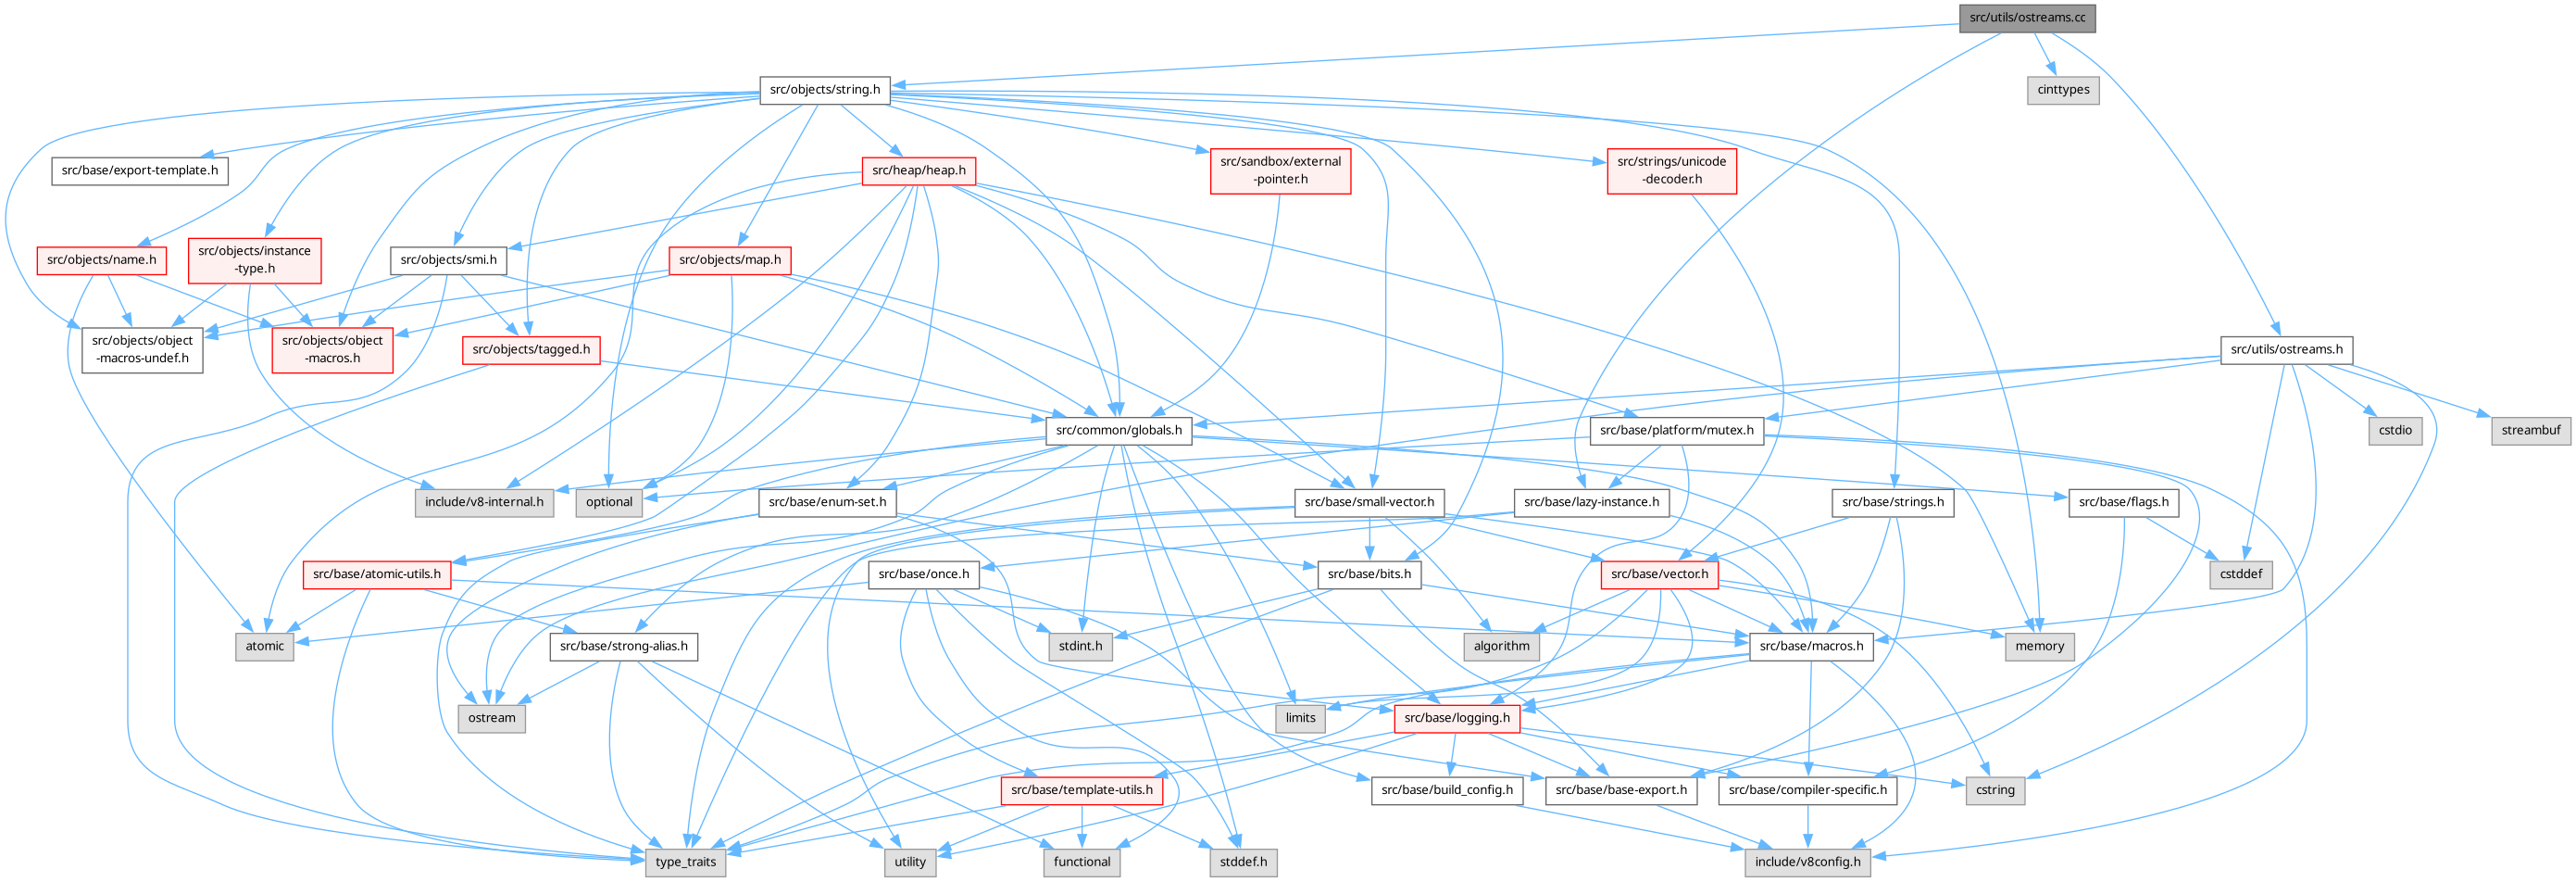 src/utils/ostreams.cc
src/objects/string.h
cinttypes
src/base/export-template.h
src/heap/heap.h
src/sandbox/external
-pointer.h
src/strings/unicode
-decoder.h
src/objects/name.h
src/objects/instance
-type.h
src/objects/smi.h
src/objects/map.h
src/objects/object
-macros-undef.h
src/objects/object
-macros.h
src/objects/tagged.h
src/utils/ostreams.h
src/common/globals.h
src/base/platform/mutex.h
cstdio
streambuf
include/v8-internal.h
optional
src/base/enum-set.h
src/base/small-vector.h
src/base/lazy-instance.h
src/base/strings.h
src/base/flags.h
src/base/atomic-utils.h
src/base/once.h
src/base/bits.h
src/base/vector.h
cstddef
atomic
src/base/strong-alias.h
stdint.h
algorithm
src/base/macros.h
memory
ostream
limits
src/base/logging.h
src/base/template-utils.h
src/base/build_config.h
src/base/base-export.h
src/base/compiler-specific.h
cstring
type_traits
utility
functional
stddef.h
include/v8config.h